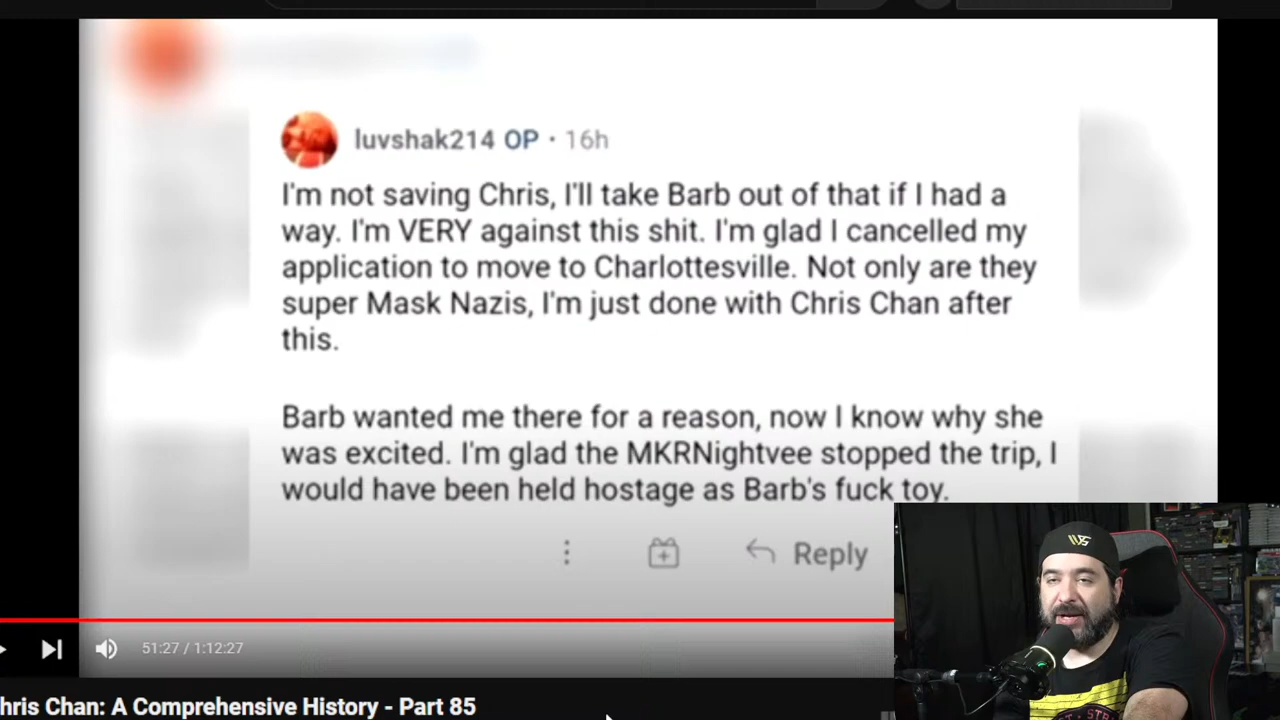 luvshak214 OP · 16h
I'm not saving Chris, I'll take Barb out of that if I had a
way. I'm VERY against this shit. I'm glad I cancelled my
application to move to Charlottesville. Not only are they
super Mask Nazis, I'm just done with Chris Chan after
this.
Barb wanted me there for a reason, now I know why she
was excited. I'm glad the MKRNightvee stopped the trip, I
would have been held hostage as Barb's fuck toy.
Reply
51:27 / 1:12:27
hris Chan: A Comprehensive History - Part 85